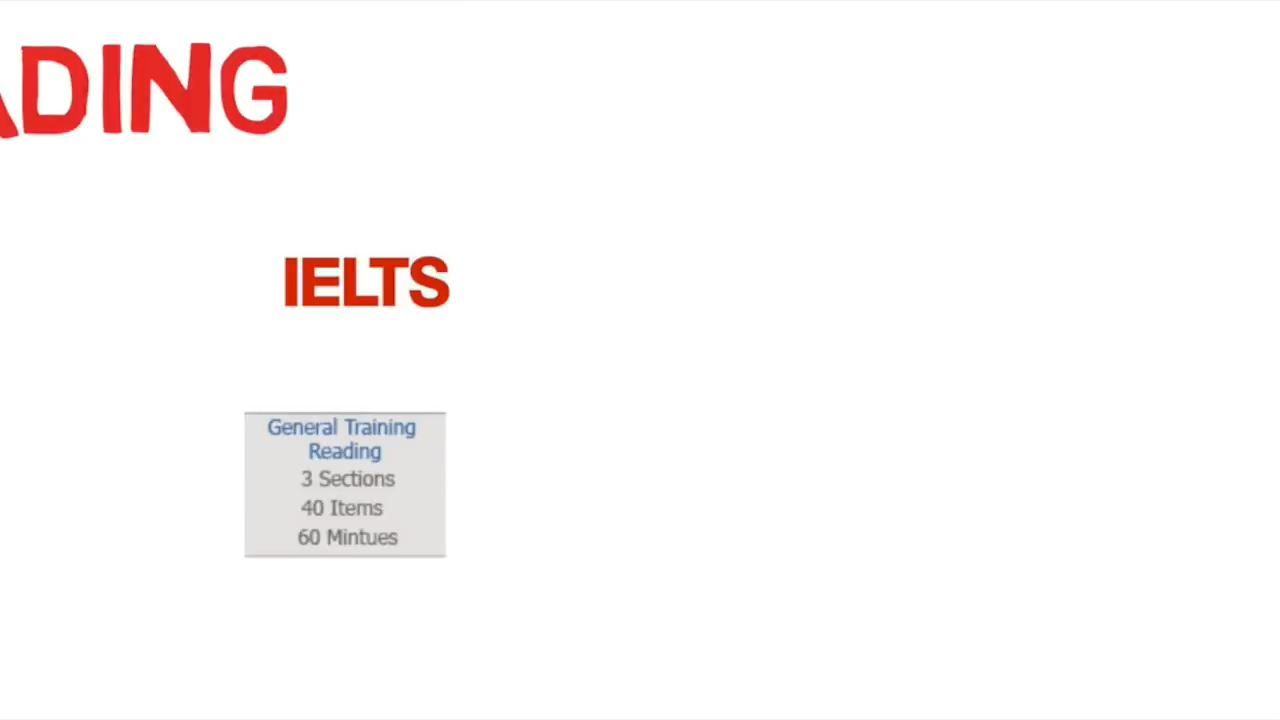 ADING
IELTS
General Training
Reading
3 Sections
40 Items
60 Mintues